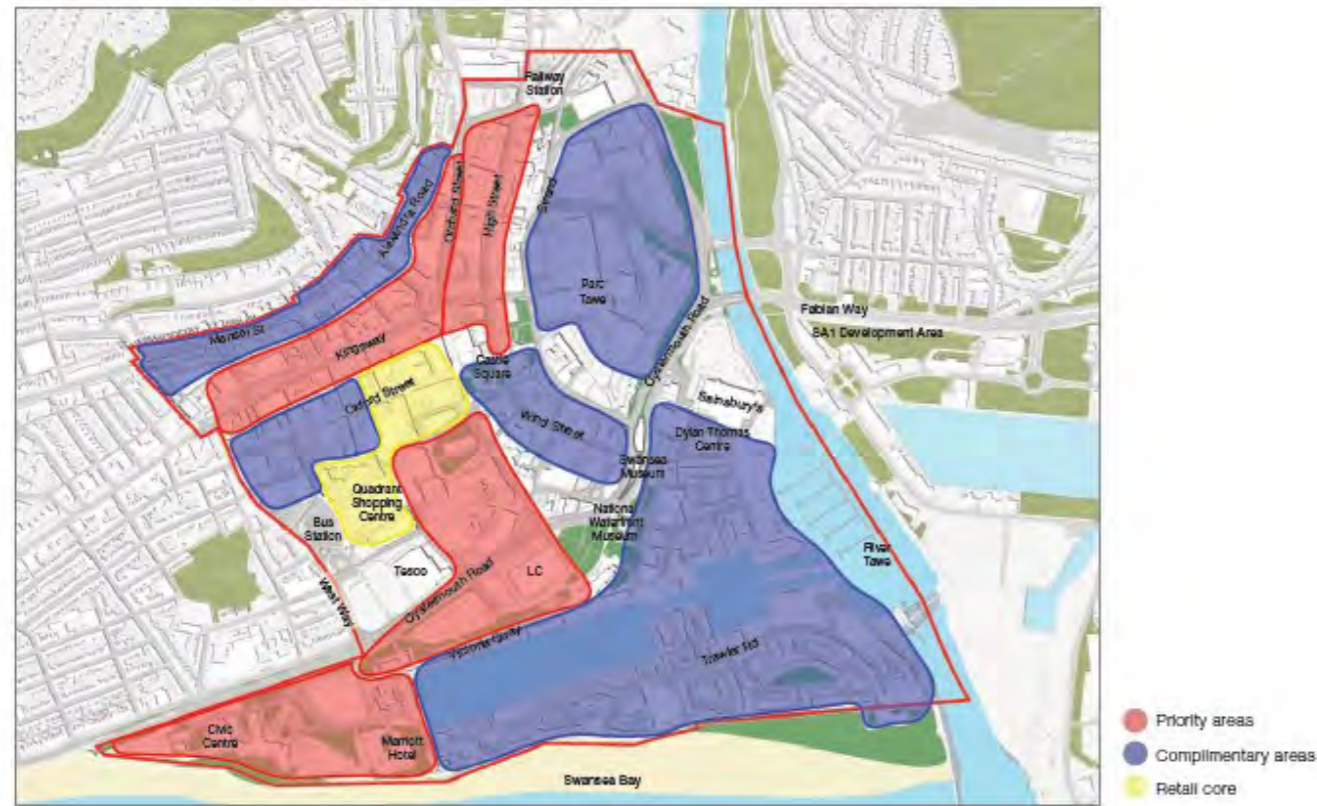 Railway
Station
Alexandra Road
Orchard Street
High Street
Strand
Parc
Tawe
Mansel St
Kingsway
Fabian Way
SA1 Development Area
Oystermouth Road
Castle
Square
Oxford Street
Wind Street
Sainsbury's
Dylan Thomas
Centre
Swansea
Museum
Quadrant
Shopping
Centre
Bus
Station
National
Waterfront
Museum
River
Tawe
Tesco
LC
West Way
Oystermouth Road
Victoria Quay
Trawler Rd
Civic
Centre
Marriott
Hotel
Swansea Bay
Priority areas
Complimentary areas
Retail core